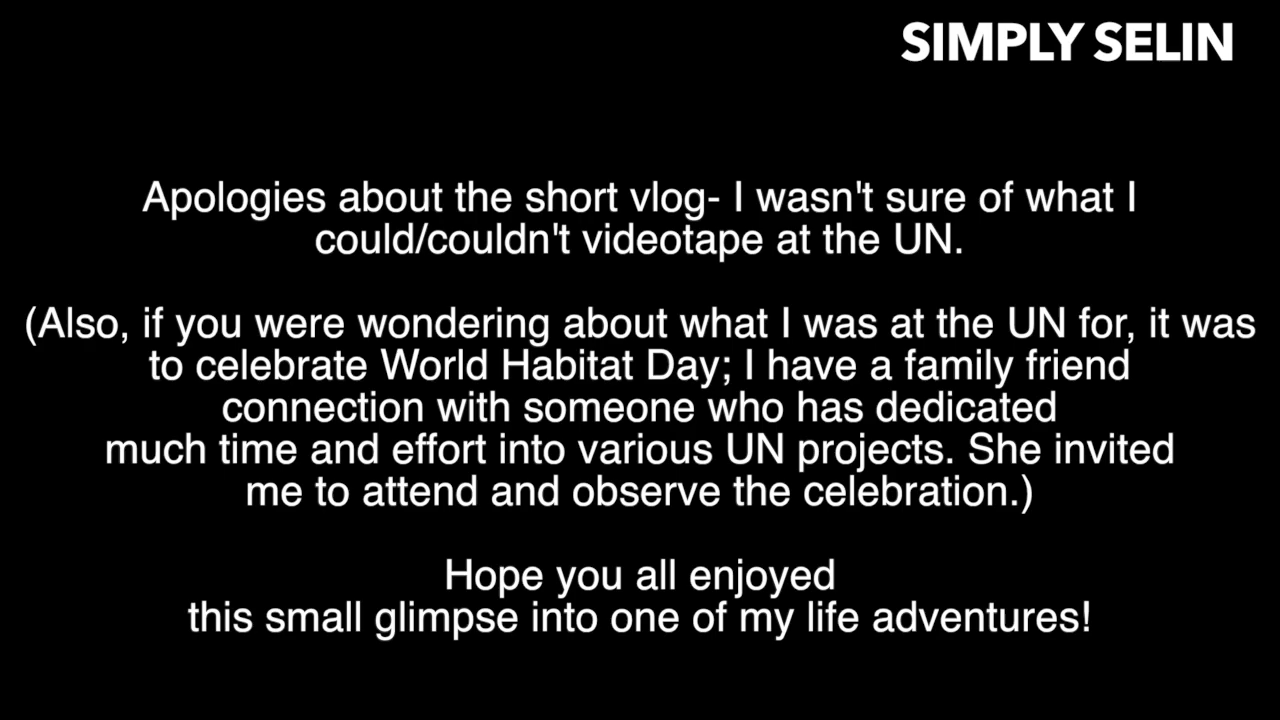 SIMPLY SELIN
Apologies about the short vlog- I wasn't sure of what I
could/couldn't videotape at the UN.
(Also, if you were wondering about what I was at the UN for, it was
to celebrate World Habitat Day; I have a family friend
connection with someone who has dedicated
much time and effort into various UN projects. She invited
me to attend and observe the celebration.)
Hope you all enjoyed
this small glimpse into one of my life adventures!